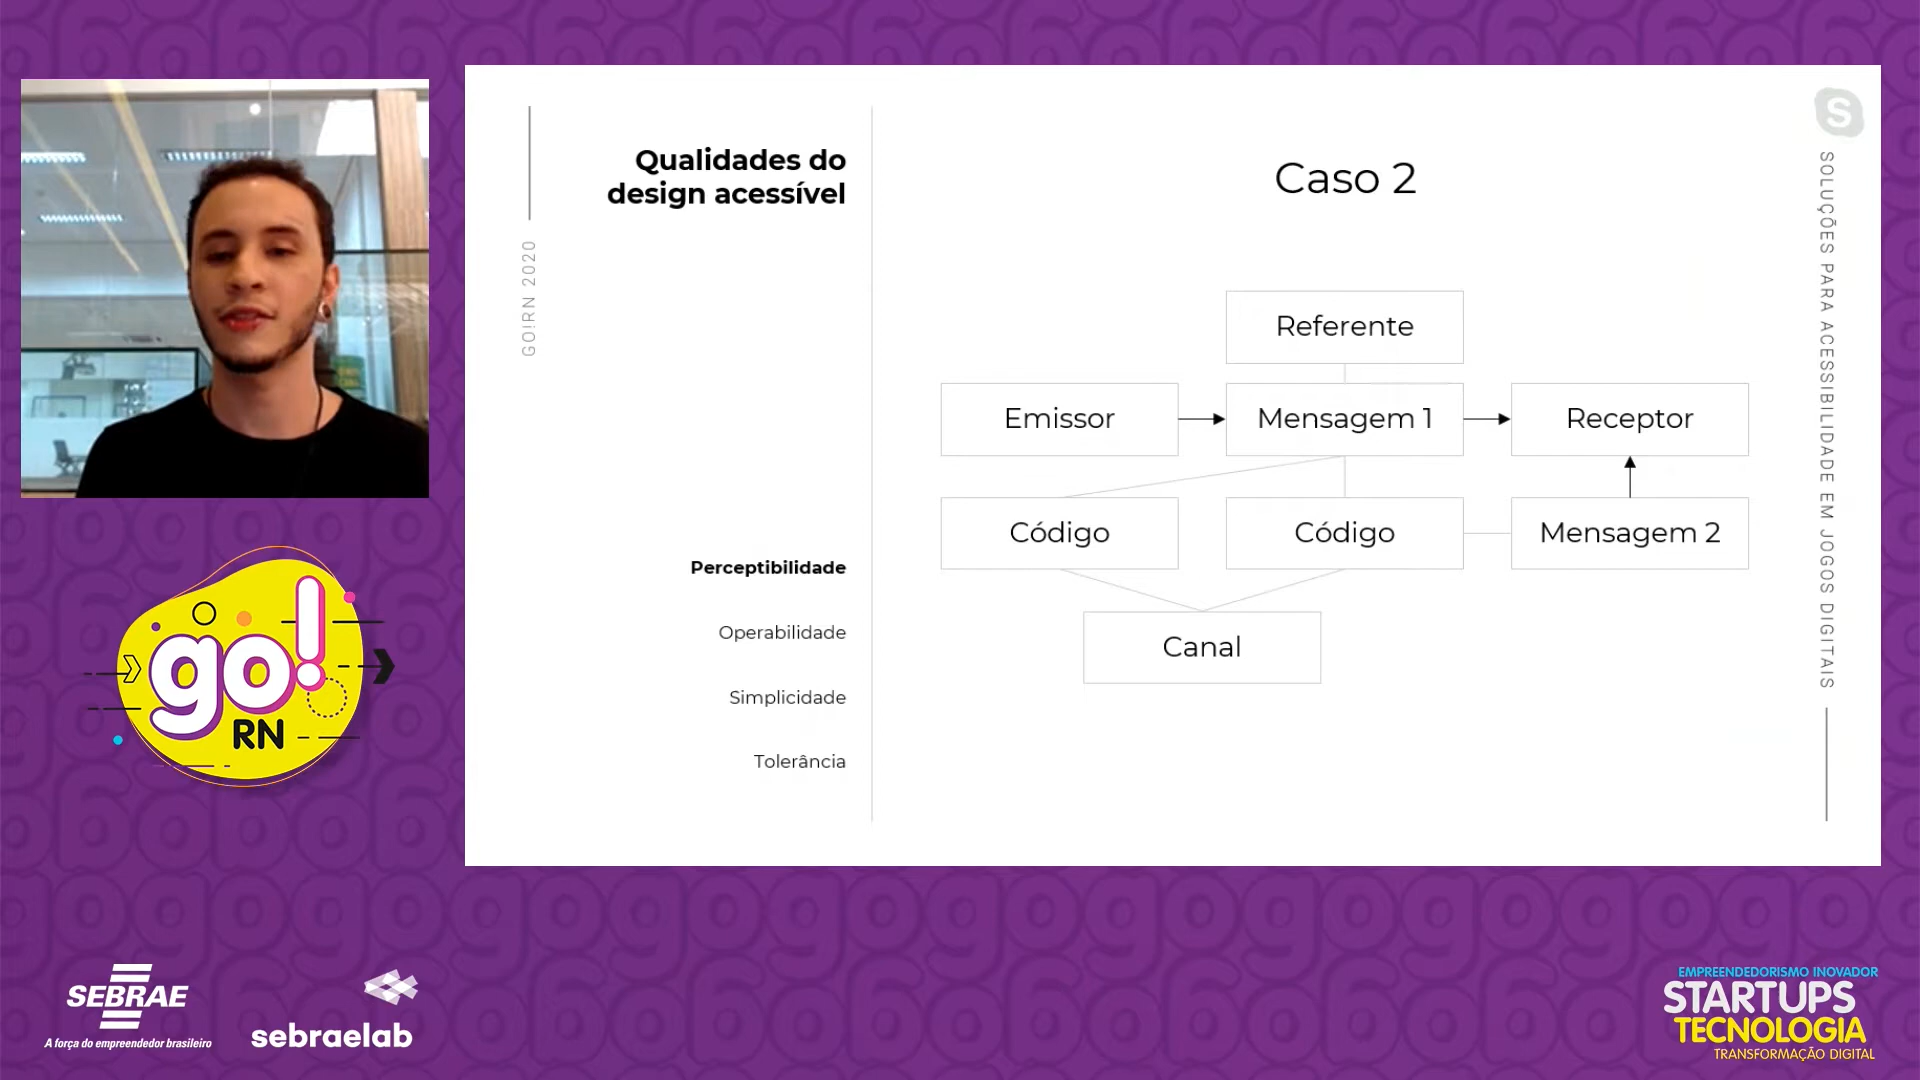 Qualidades do
design acessível
GO!RN 2020
Perceptibilidade
Operabilidade
Simplicidade
Tolerância
Caso 2
Referente
Emissor
Mensagem 1
Receptor
Código
Código
Mensagem 2
Canal
S
SOLUÇÕES PARA ACESSIBILIDADE EM JOGOS DIGITAIS
go!
RN
SEBRAE
A força do empreendedor brasileiro
sebraelab
EMPREENDEDORISMO INOVADOR
STARTUPS
TECNOLOGIA
TRANSFORMAÇÃO DIGITAL